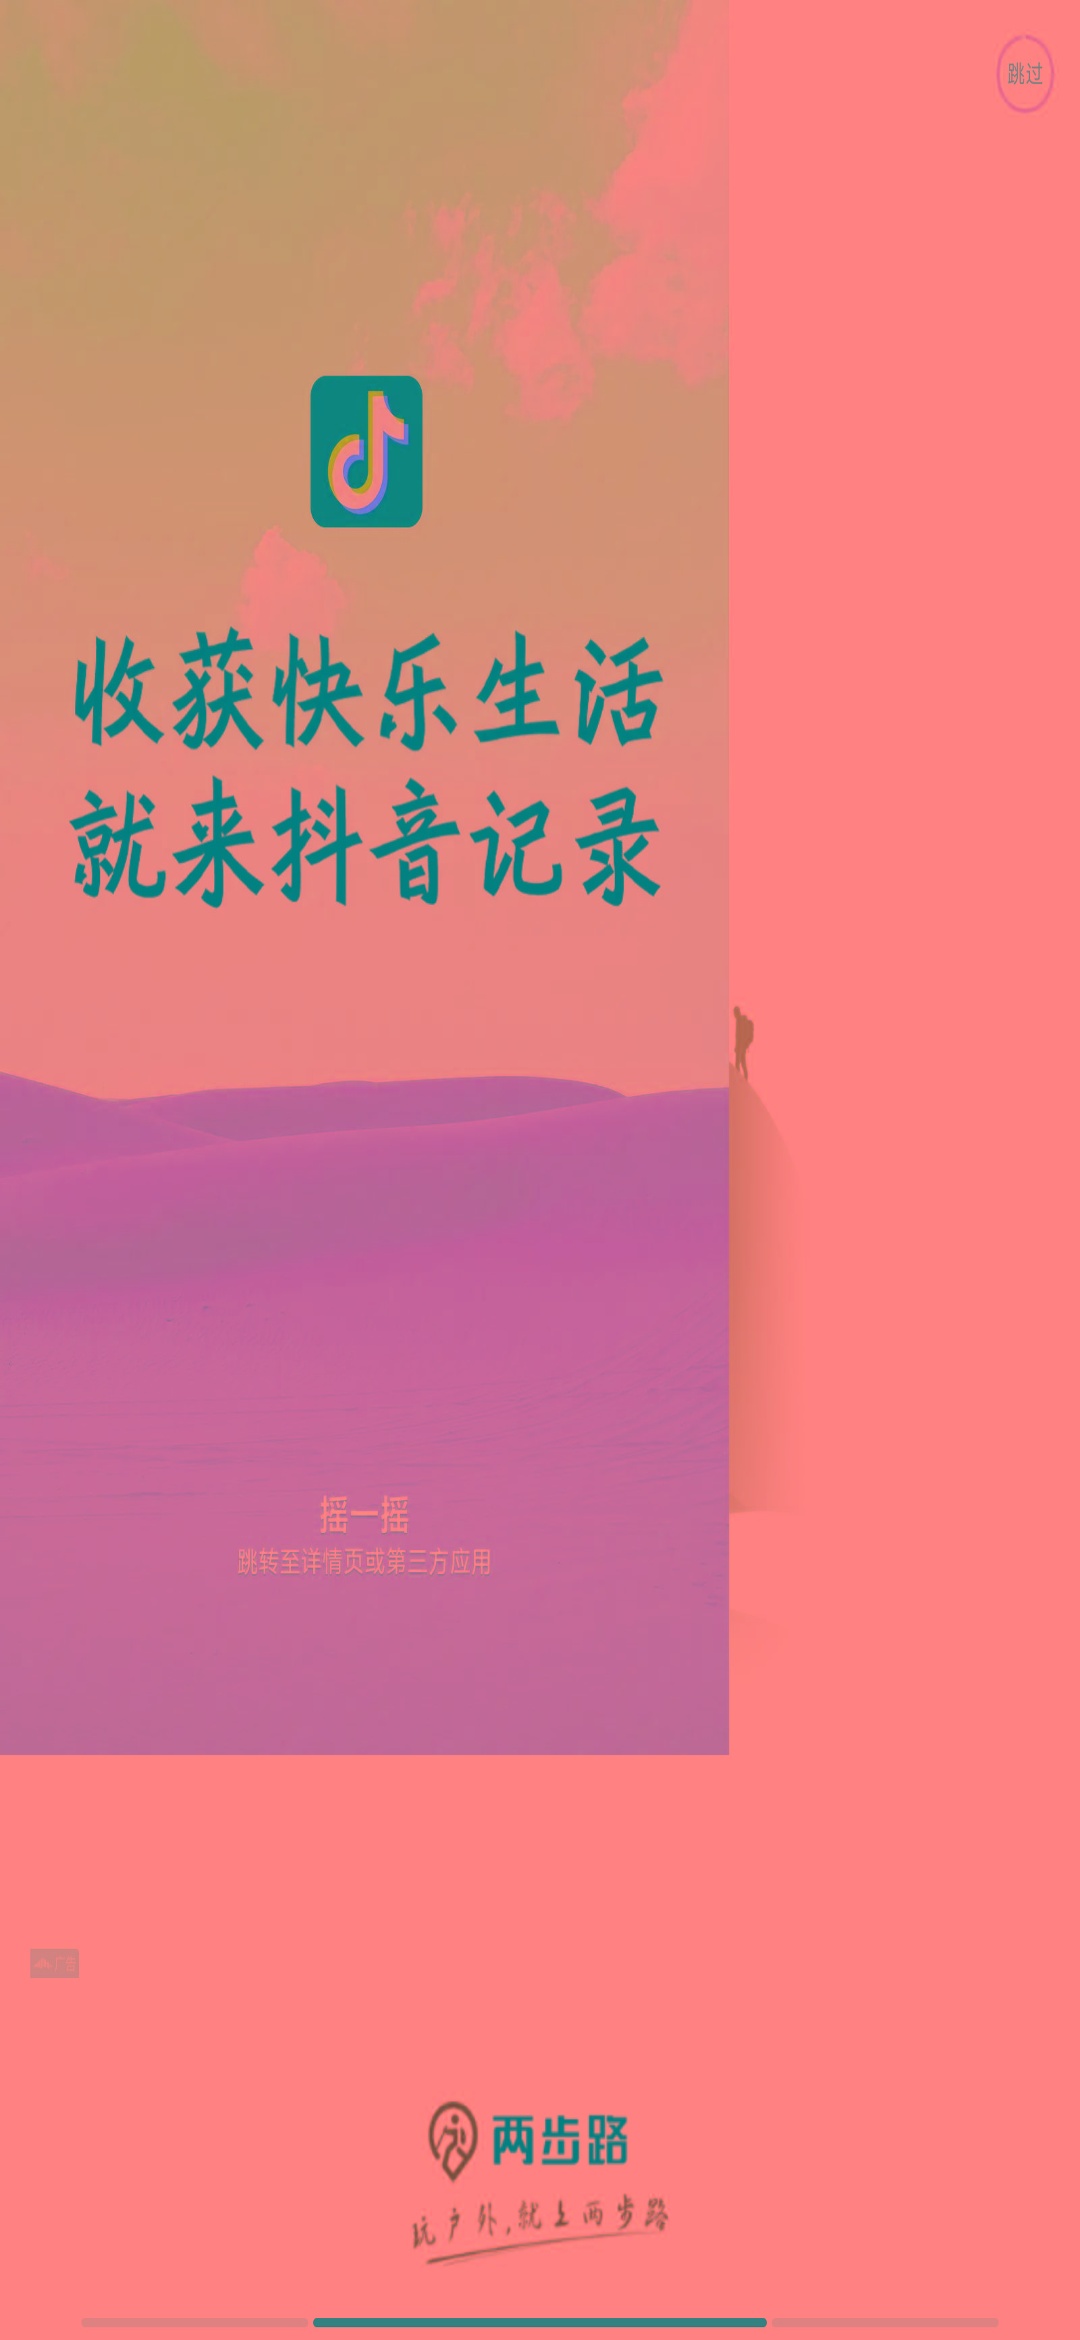 跳过
收获快乐生活
就来抖音记录
摇一摇
跳转至详情页或第三方应用
广告
两步路
玩户外,就上两步路